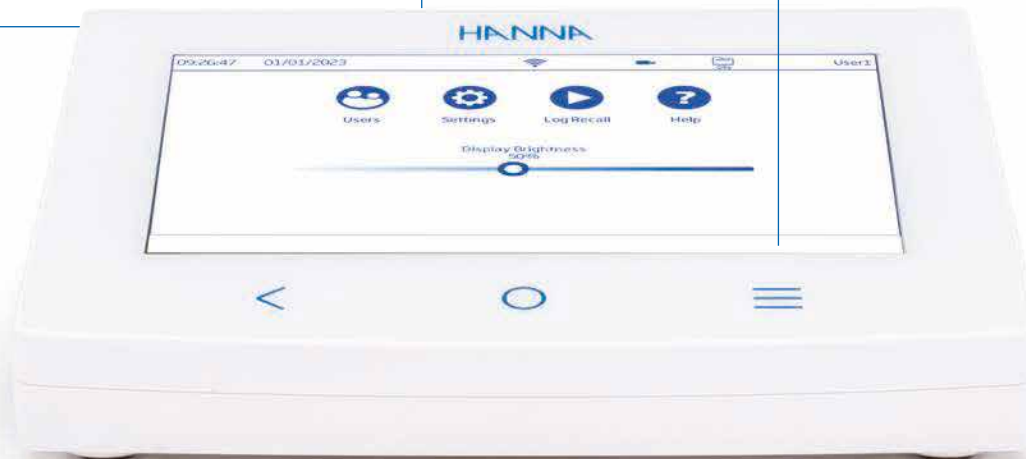 HANNA
09:26:47 01/01/2023 User1
Users Settings Log Recall Help
Display Brightness
50%